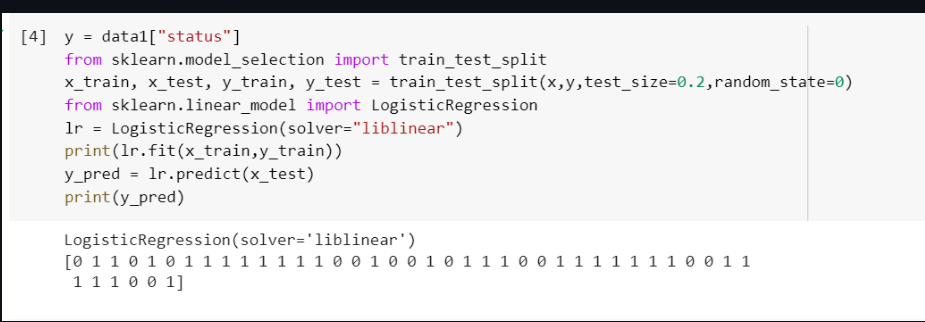 [4] y = data1["status"]
from sklearn.model_selection import train_test_split
x_train, x_test, y_train, y_test = train_test_split(x,y,test_size=0.2,random_state=0)
from sklearn.linear_model import LogisticRegression
lr = LogisticRegression(solver="liblinear")
print(lr.fit(x_train,y_train))
y_pred = lr.predict(x_test)
print(y_pred)
LogisticRegression(solver='liblinear')
[0 1 1 0 1 0 1 1 1 1 1 1 1 1 0 0 1 0 0 1 0 1 1 1 0 0 1 1 1 1 1 1 1 0 0 1 1
1 1 1 0 0 1]